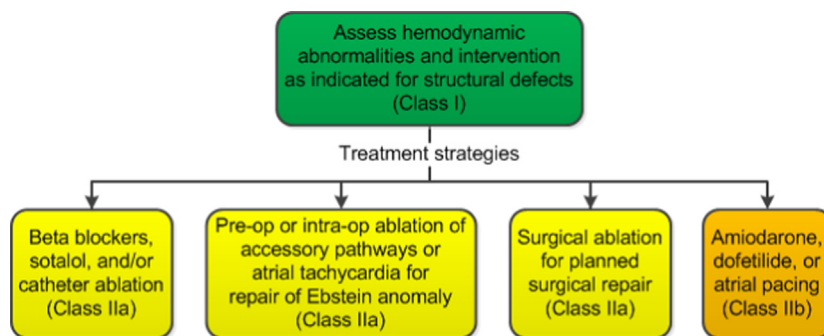 Assess hemodynamic
abnormalities and intervention
as indicated for structural defects
(Class I)
Treatment strategies
Beta blockers,
sotalol, and/or
catheter ablation
(Class IIa)
Pre-op or intra-op ablation of
accessory pathways or
atrial tachycardia for
repair of Ebstein anomaly
(Class IIa)
Surgical ablation
for planned
surgical repair
(Class IIa)
Amiodarone,
dofetilide, or
atrial pacing
(Class IIb)